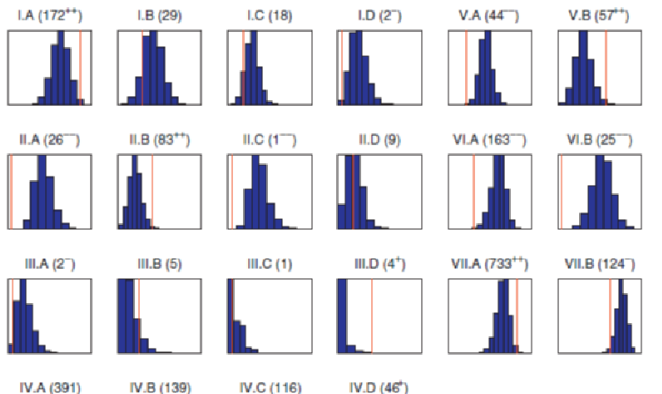 I.A (172⁺⁺) I.B (29) I.C (18) I.D (2⁻) V.A (44⁻⁻) V.B (57⁺⁺)
II.A (26⁻⁻) II.B (83⁺⁺) II.C (1⁻⁻) II.D (9) VI.A (163⁻⁻) VI.B (25⁻⁻)
III.A (2⁻) III.B (5) III.C (1) III.D (4⁺) VII.A (733⁺⁺) VII.B (124⁻)
IV.A (391) IV.B (139) IV.C (116) IV.D (46⁺)